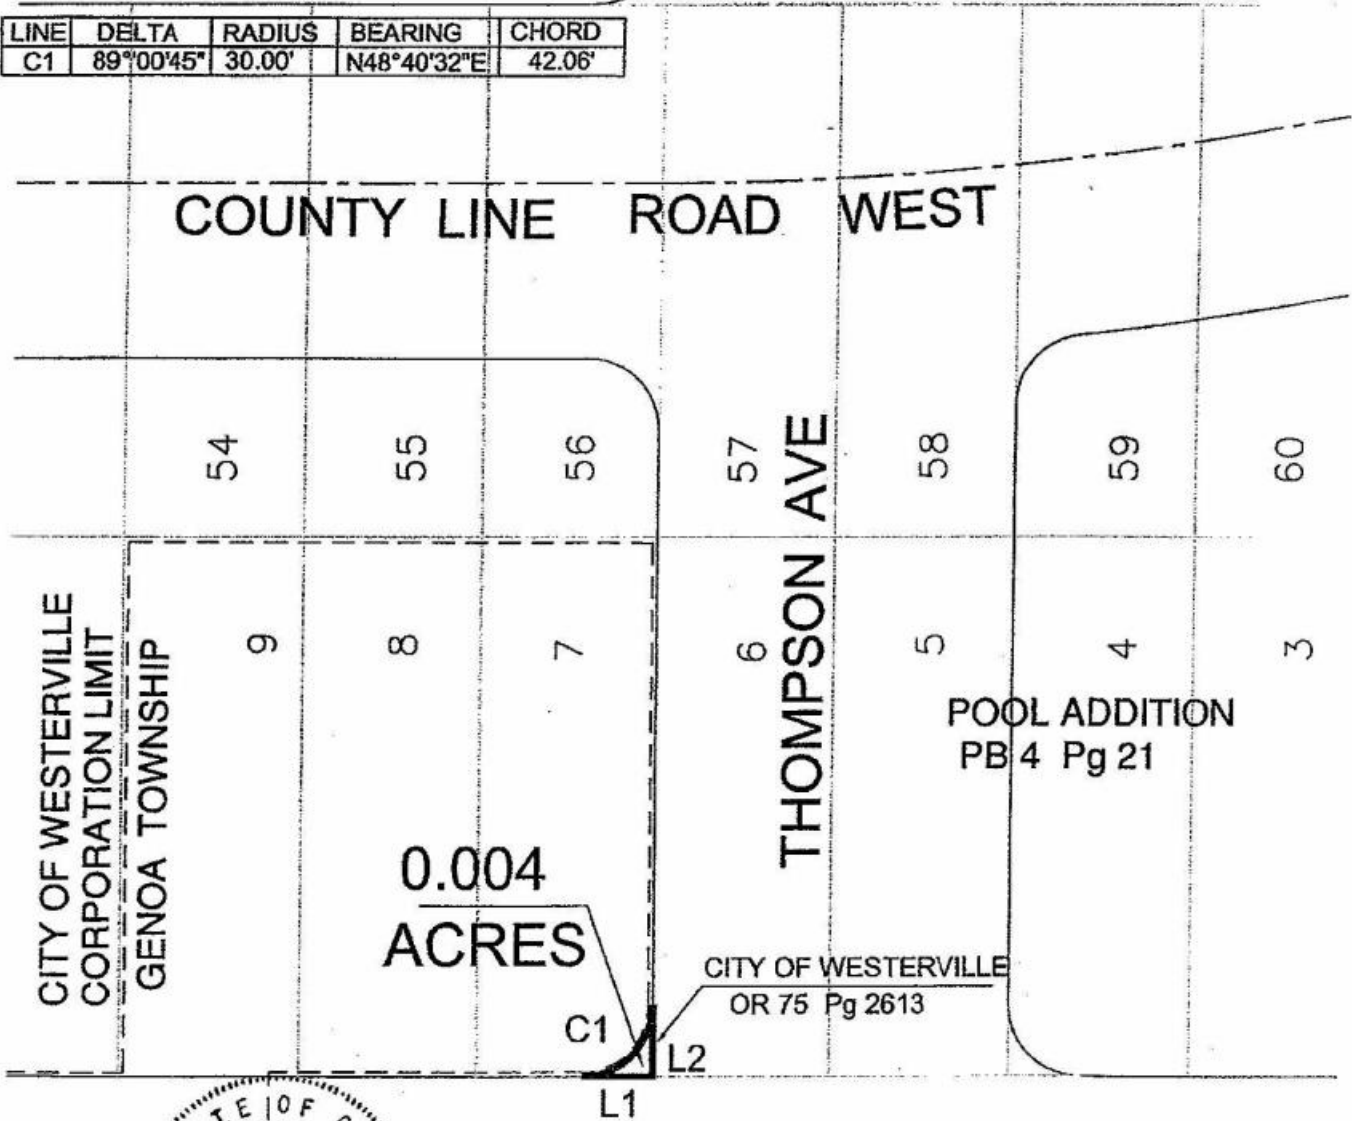 LINE DELTA RADIUS BEARING CHORD
C1 89°00'45" 30.00' N48°40'32"E 42.06'
COUNTY LINE ROAD WEST
54 55 56 57 58 59 60
THOMPSON AVE
9 8 7 6 5 4 3
CITY OF WESTERVILLE
CORPORATION LIMIT
GENOA TOWNSHIP
POOL ADDITION
PB 4 Pg 21
0.004
ACRES
CITY OF WESTERVILLE
OR 75 Pg 2613
C1
L2
L1
OF